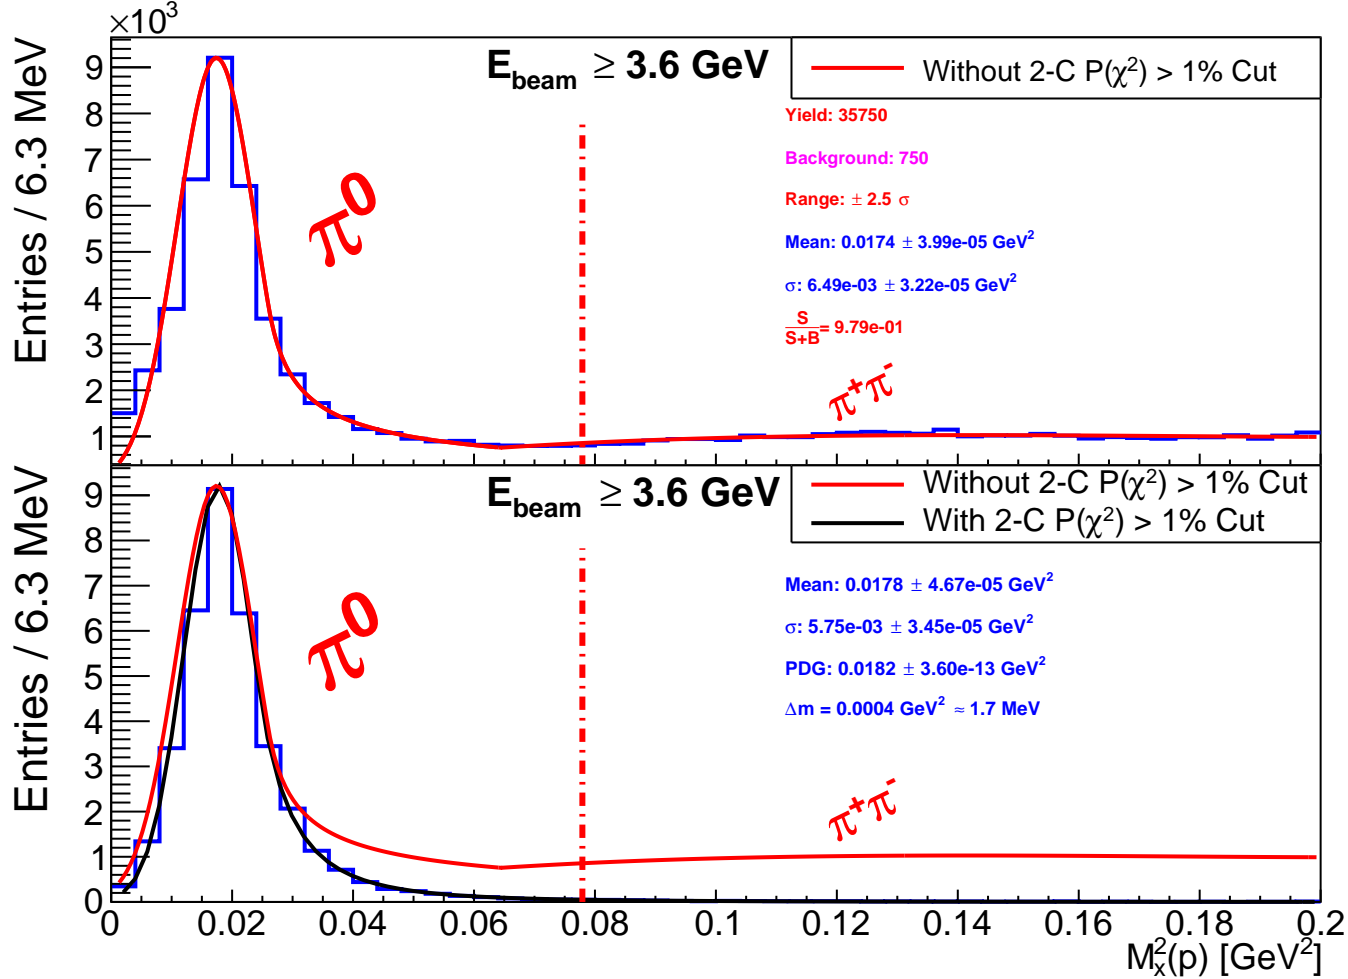 ×10³
E_beam ≥ 3.6 GeV
Without 2-C P(χ²) > 1% Cut
Entries / 6.3 MeV
9
8
7
6
5
4
3
2
1
π⁰
Yield: 35750
Background: 750
Range: ± 2.5 σ
Mean: 0.0174 ± 3.99e-05 GeV²
σ: 6.49e-03 ± 3.22e-05 GeV²
S/S+B = 9.79e-01
π⁺π⁻
E_beam ≥ 3.6 GeV
Without 2-C P(χ²) > 1% Cut
With 2-C P(χ²) > 1% Cut
Entries / 6.3 MeV
9
8
7
6
5
4
3
2
1
0
π⁰
Mean: 0.0178 ± 4.67e-05 GeV²
σ: 5.75e-03 ± 3.45e-05 GeV²
PDG: 0.0182 ± 3.60e-13 GeV²
Δm = 0.0004 GeV² ≈ 1.7 MeV
π⁺π⁻
0 0.02 0.04 0.06 0.08 0.1 0.12 0.14 0.16 0.18 0.2
M²ₓ(p) [GeV²]